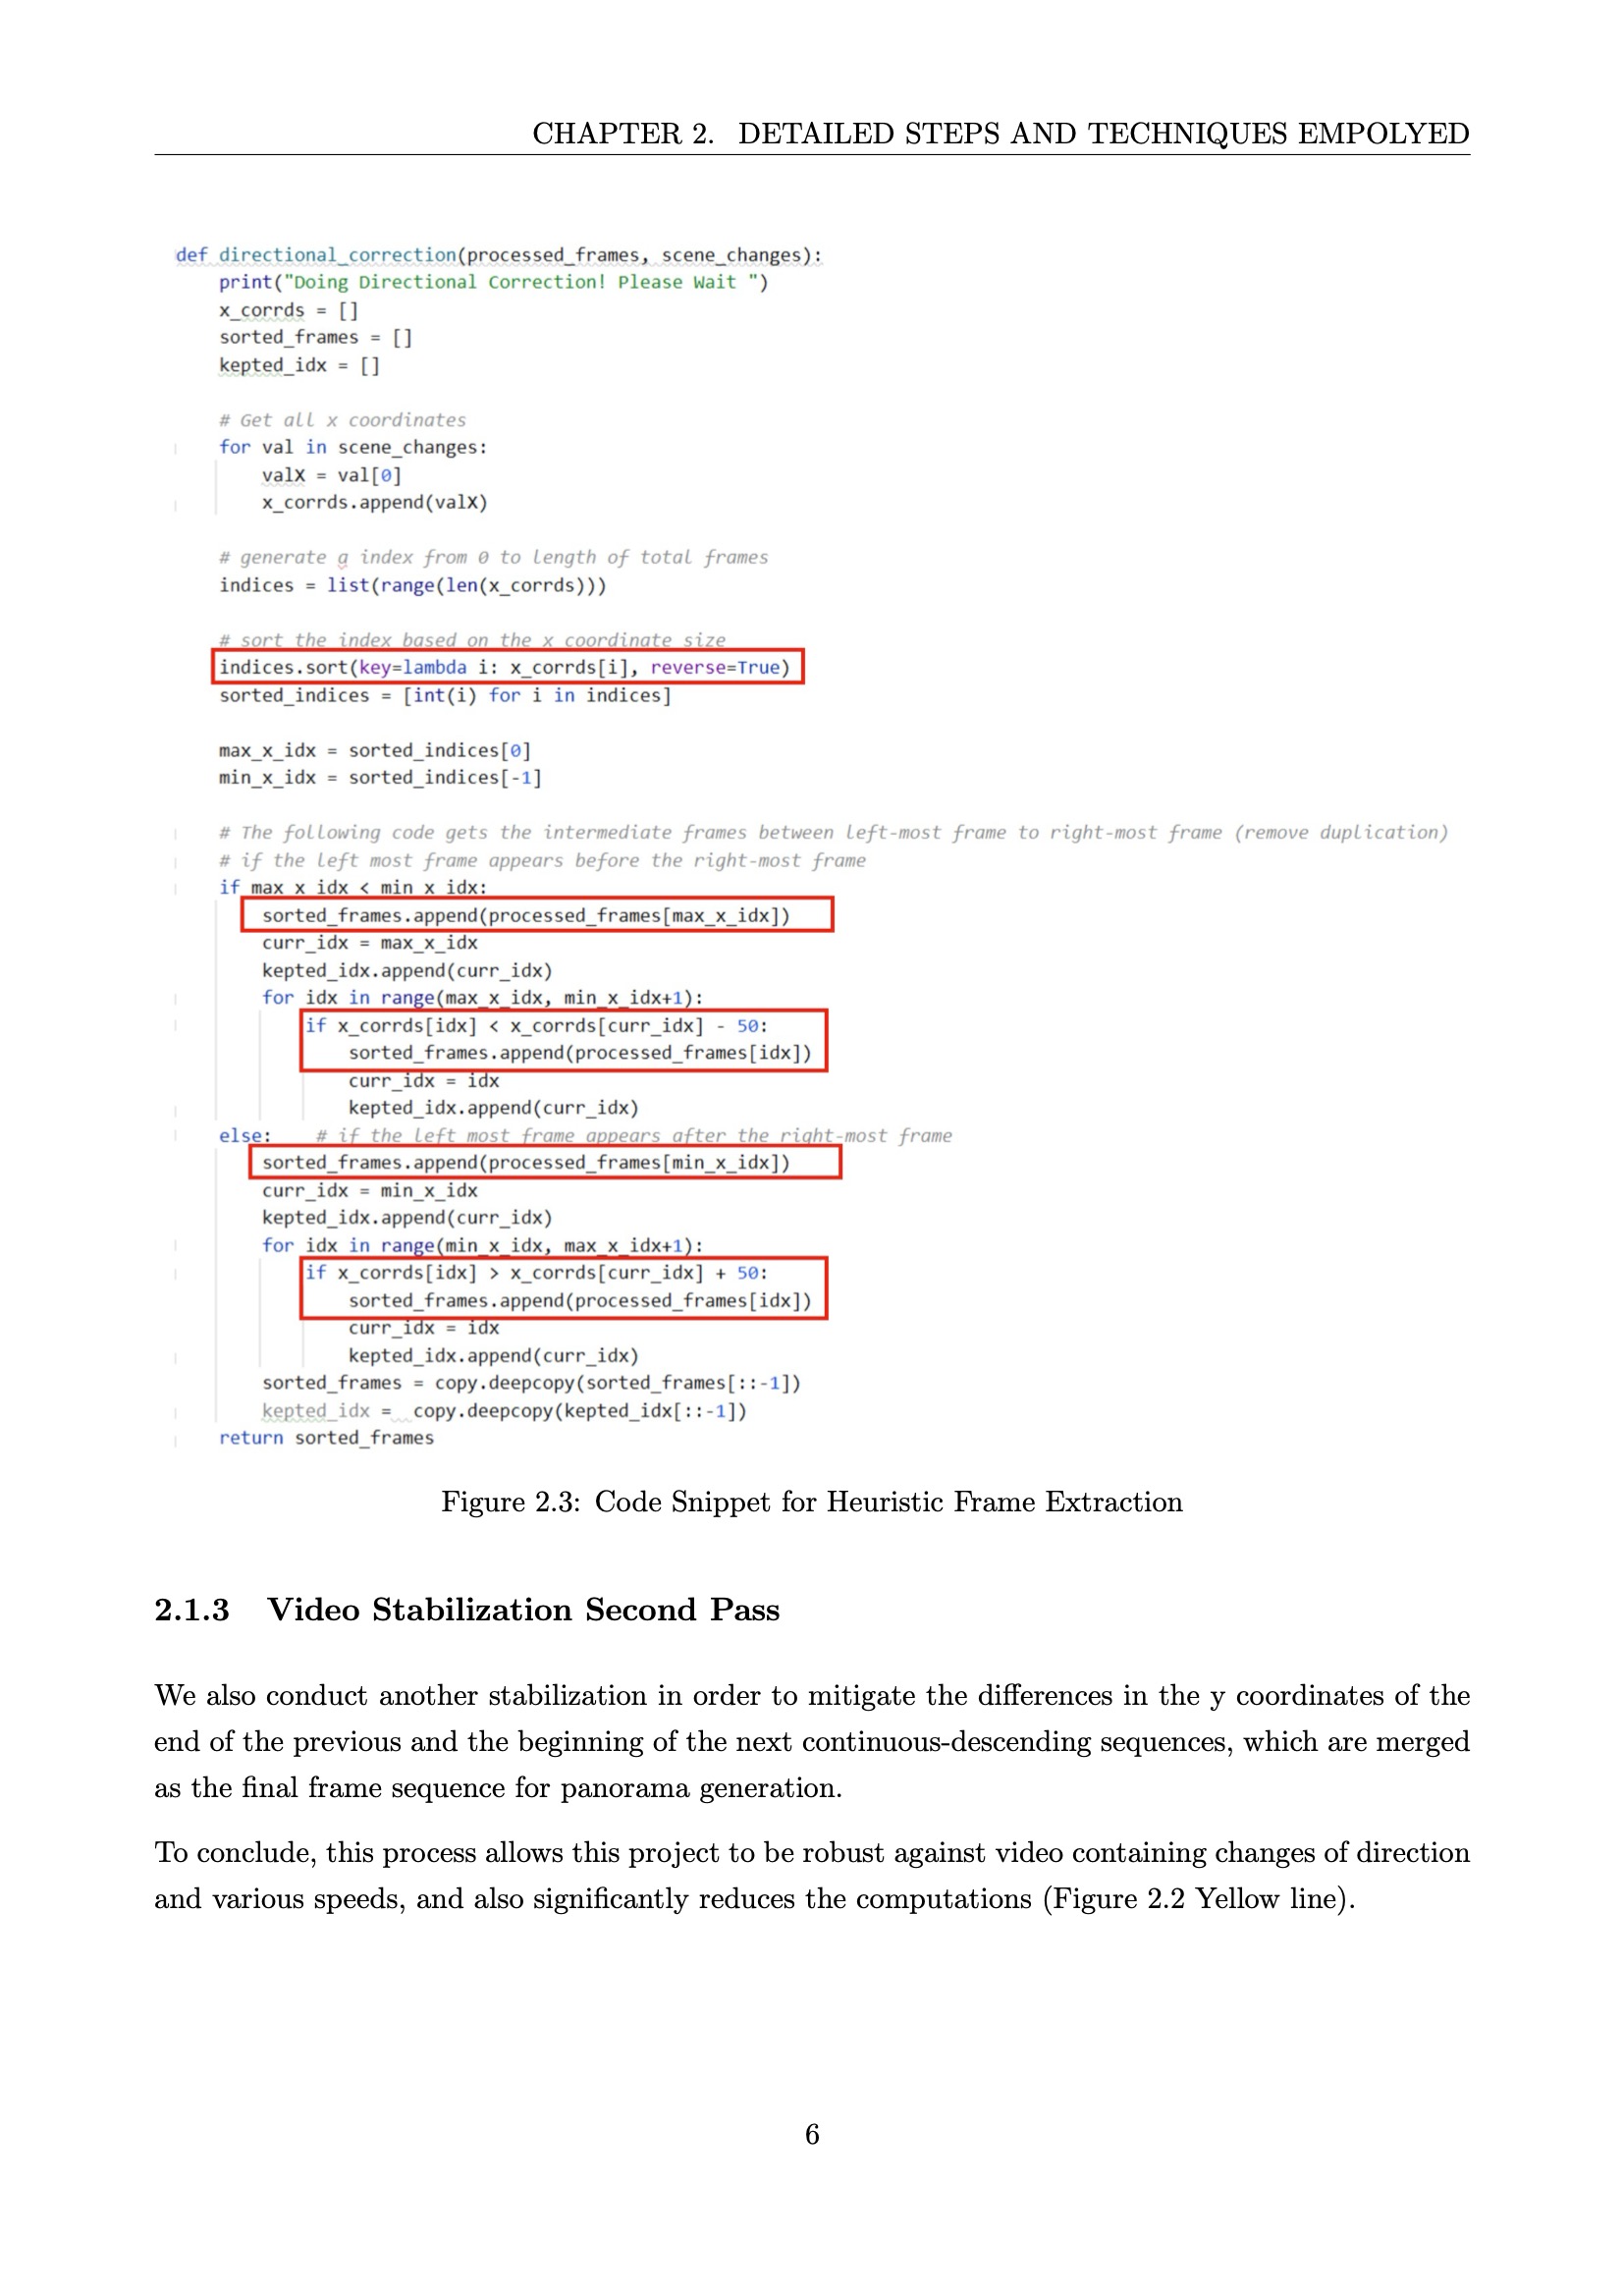 CHAPTER 2. DETAILED STEPS AND TECHNIQUES EMPOLYED
def directional_correction(processed_frames, scene_changes):
    print("Doing Directional Correction! Please Wait ")
    x_corrds = []
    sorted_frames = []
    kepted_idx = []
    # Get all x coordinates
    for val in scene_changes:
        valX = val[0]
        x_corrds.append(valX)
    # generate a index from 0 to length of total frames
    indices = list(range(len(x_corrds)))
    # sort the index based on the x coordinate size
    indices.sort(key=lambda i: x_corrds[i], reverse=True)
    sorted_indices = [int(i) for i in indices]
    max_x_idx = sorted_indices[0]
    min_x_idx = sorted_indices[-1]
    # The following code gets the intermediate frames between left-most frame to right-most frame (remove duplication)
    # if the left most frame appears before the right-most frame
    if max_x_idx < min_x_idx:
        sorted_frames.append(processed_frames[max_x_idx])
        curr_idx = max_x_idx
        kepted_idx.append(curr_idx)
        for idx in range(max_x_idx, min_x_idx+1):
            if x_corrds[idx] < x_corrds[curr_idx] - 50:
                sorted_frames.append(processed_frames[idx])
                curr_idx = idx
                kepted_idx.append(curr_idx)
    else:    # if the left most frame appears after the right-most frame
        sorted_frames.append(processed_frames[min_x_idx])
        curr_idx = min_x_idx
        kepted_idx.append(curr_idx)
        for idx in range(min_x_idx, max_x_idx+1):
            if x_corrds[idx] > x_corrds[curr_idx] + 50:
                sorted_frames.append(processed_frames[idx])
                curr_idx = idx
                kepted_idx.append(curr_idx)
        sorted_frames = copy.deepcopy(sorted_frames[::-1])
        kepted_idx =  copy.deepcopy(kepted_idx[::-1])
    return sorted_frames
Figure 2.3: Code Snippet for Heuristic Frame Extraction
2.1.3 Video Stabilization Second Pass
We also conduct another stabilization in order to mitigate the differences in the y coordinates of the
end of the previous and the beginning of the next continuous-descending sequences, which are merged
as the final frame sequence for panorama generation.
To conclude, this process allows this project to be robust against video containing changes of direction
and various speeds, and also significantly reduces the computations (Figure 2.2 Yellow line).
6